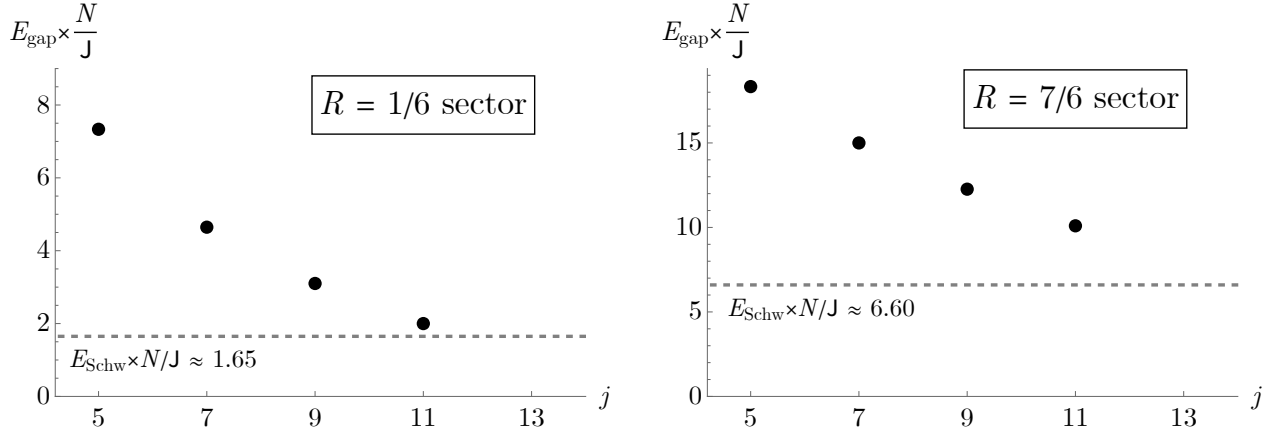 E_gap × N/J
R = 1/6 sector
8
6
4
2
0
E_Schw × N/J ≈ 1.65
5 7 9 11 13 j
E_gap × N/J
R = 7/6 sector
15
10
5
0
E_Schw × N/J ≈ 6.60
5 7 9 11 13 j